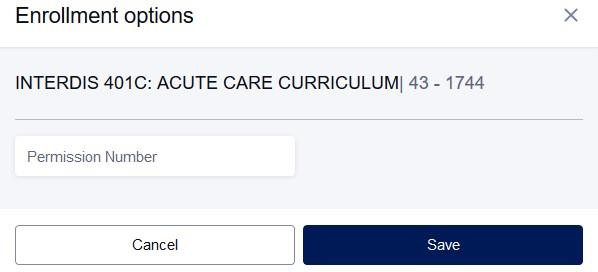 Enrollment options
INTERDIS 401C: ACUTE CARE CURRICULUM| 43 - 1744
Permission Number
Cancel
Save